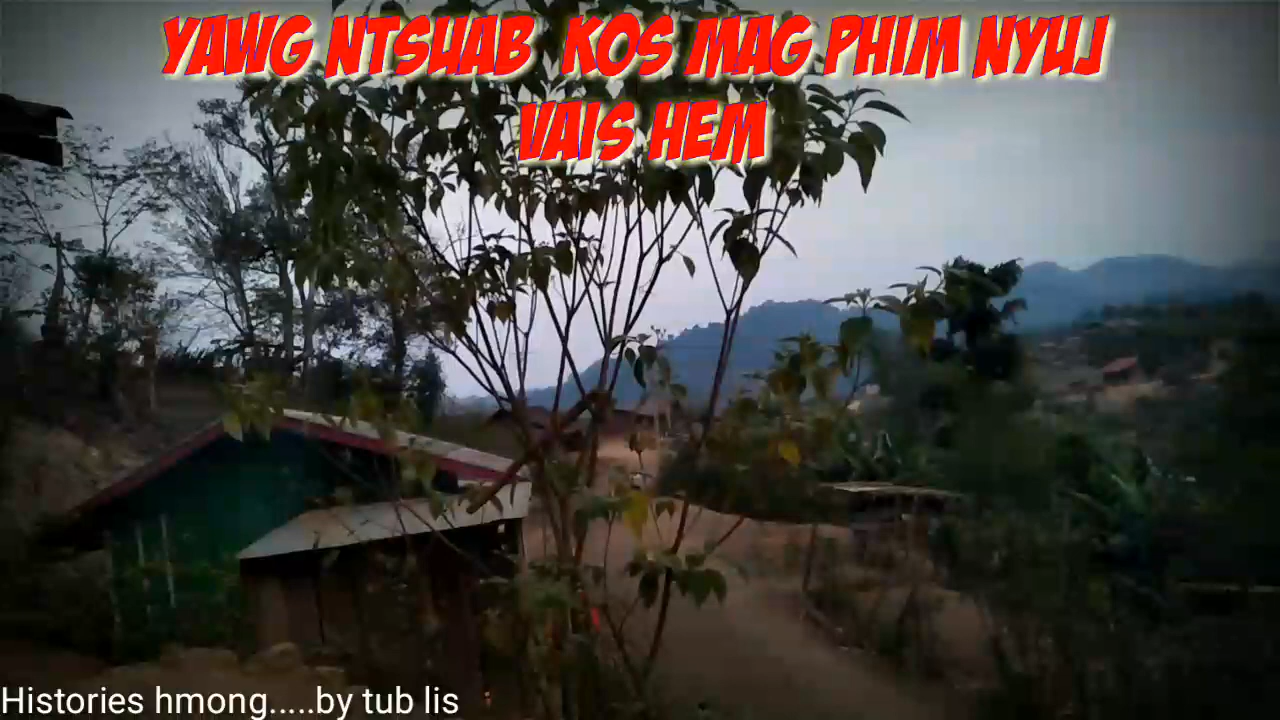 YAWG NTSUAB KOS MAG PHIM NYUJ
VAIS HEM
Histories hmong.....by tub lis